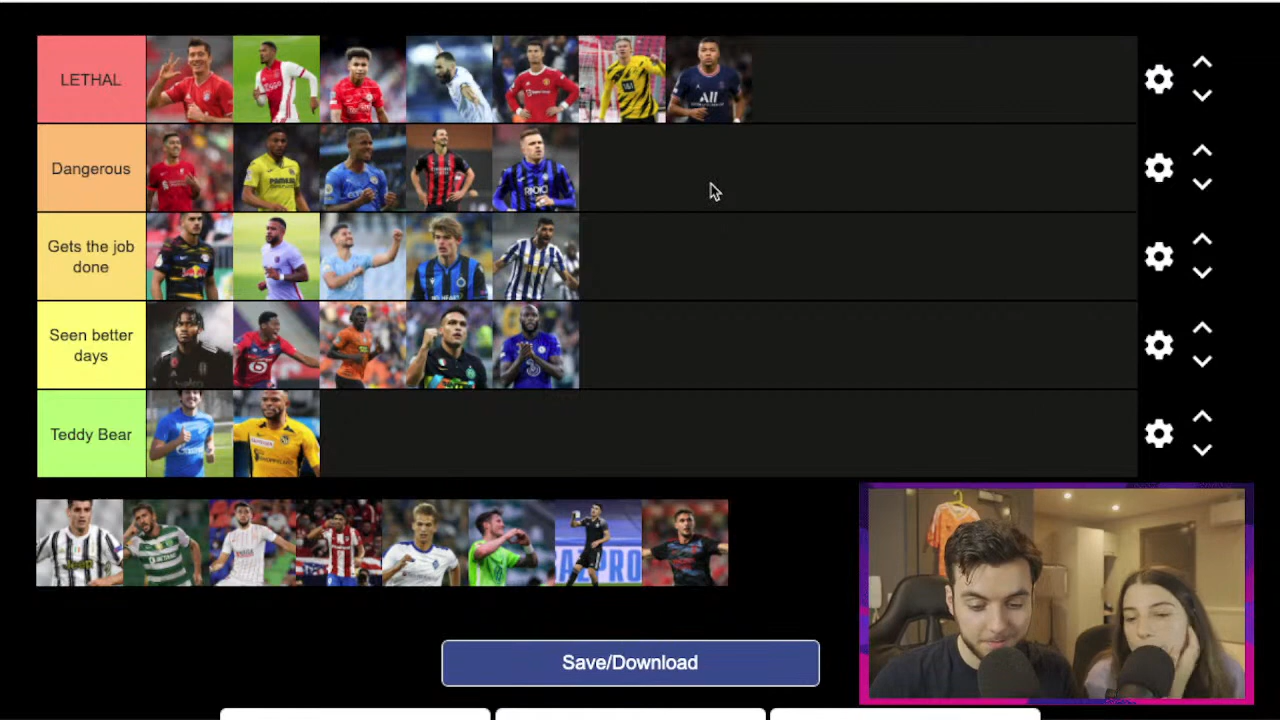 LETHAL
Dangerous
Gets the job
done
Seen better
days
Teddy Bear
Save/Download